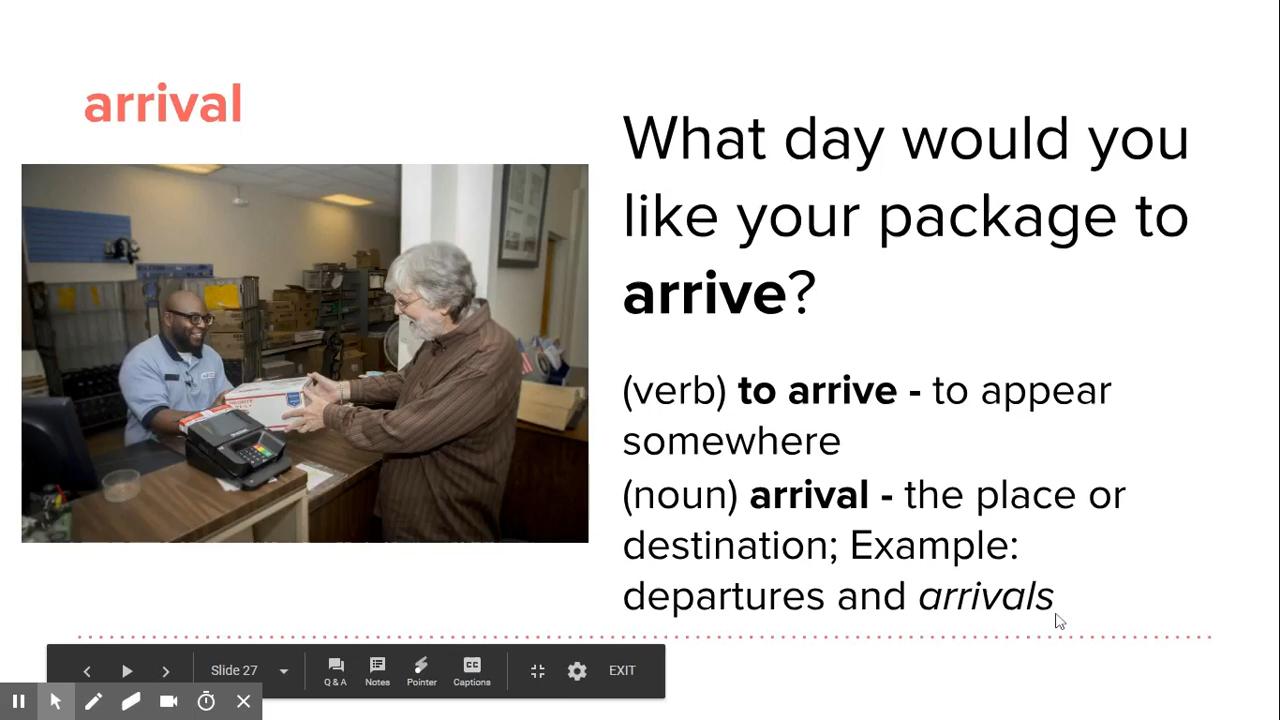 arrival
What day would you
like your package to
arrive?
(verb) to arrive - to appear
somewhere
(noun) arrival - the place or
destination; Example:
departures and arrivals
Slide 27
Q & A
Notes
Pointer
CC
Captions
EXIT